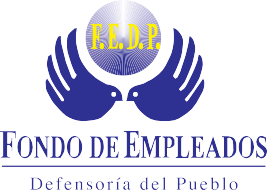 F.E.D.P.
FONDO DE EMPLEADOS
Defensoría del Pueblo